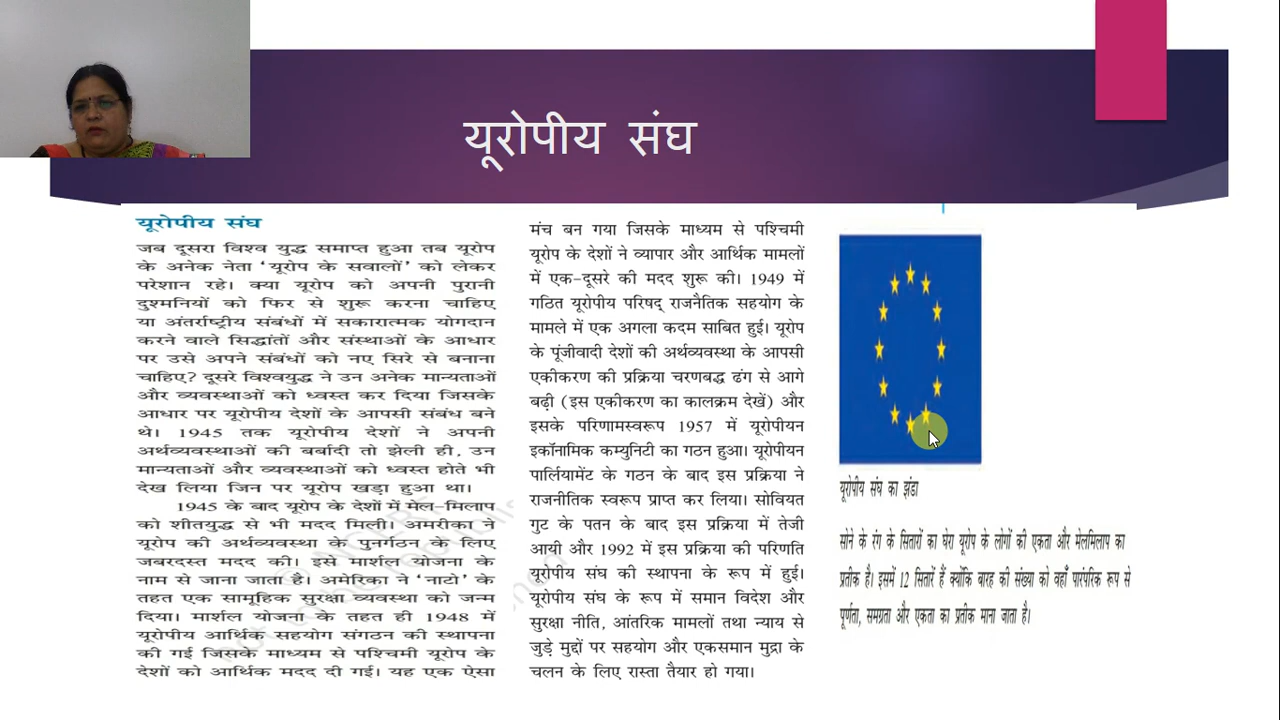 यूरोपीय संघ
यूरोपीय संघ
जब दूसरा विश्व युद्ध समाप्त हुआ तब यूरोप
के अनेक नेता ‘यूरोप के सवालों’ को लेकर
परेशान रहे। क्या यूरोप को अपनी पुरानी
दुश्मनियों को फिर से शुरू करना चाहिए
या अंतर्राष्ट्रीय संबंधों में सकारात्मक योगदान
करने वाले सिद्धांतों और संस्थाओं के आधार
पर उसे अपने संबंधों को नए सिरे से बनाना
चाहिए? दूसरे विश्वयुद्ध ने उन अनेक मान्यताओं
और व्यवस्थाओं को ध्वस्त कर दिया जिसके
आधार पर यूरोपीय देशों के आपसी संबंध बने
थे। 1945 तक यूरोपीय देशों ने अपनी
अर्थव्यवस्थाओं की बर्बादी तो झेली ही, उन
मान्यताओं और व्यवस्थाओं को ध्वस्त होते भी
देख लिया जिन पर यूरोप खड़ा हुआ था।
1945 के बाद यूरोप के देशों में मेल-मिलाप
को शीतयुद्ध से भी मदद मिली। अमरीका ने
यूरोप की अर्थव्यवस्था के पुनर्गठन के लिए
जबरदस्त मदद की। इसे मार्शल योजना के
नाम से जाना जाता है। अमेरिका ने ‘नाटो’ के
तहत एक सामूहिक सुरक्षा व्यवस्था को जन्म
दिया। मार्शल योजना के तहत ही 1948 में
यूरोपीय आर्थिक सहयोग संगठन की स्थापना
की गई जिसके माध्यम से पश्चिमी यूरोप के
देशों को आर्थिक मदद दी गई। यह एक ऐसा
मंच बन गया जिसके माध्यम से पश्चिमी
यूरोप के देशों ने व्यापार और आर्थिक मामलों
में एक-दूसरे की मदद शुरू की। 1949 में
गठित यूरोपीय परिषद् राजनैतिक सहयोग के
मामले में एक अगला कदम साबित हुई। यूरोप
के पूंजीवादी देशों की अर्थव्यवस्था के आपसी
एकीकरण की प्रक्रिया चरणबद्ध ढंग से आगे
बढ़ी (इस एकीकरण का कालक्रम देखें) और
इसके परिणामस्वरूप 1957 में यूरोपीयन
इकॉनामिक कम्युनिटी का गठन हुआ। यूरोपीयन
पार्लियामेंट के गठन के बाद इस प्रक्रिया ने
राजनीतिक स्वरूप प्राप्त कर लिया। सोवियत
गुट के पतन के बाद इस प्रक्रिया में तेजी
आयी और 1992 में इस प्रक्रिया की परिणति
यूरोपीय संघ की स्थापना के रूप में हुई।
यूरोपीय संघ के रूप में समान विदेश और
सुरक्षा नीति, आंतरिक मामलों तथा न्याय से
जुड़े मुद्दों पर सहयोग और एकसमान मुद्रा के
चलन के लिए रास्ता तैयार हो गया।
यूरोपीय संघ का झंडा
सोने के रंग के सितारों का घेरा यूरोप के लोगों की एकता और मेलमिलाप का
प्रतीक है। इसमें 12 सितारें हैं क्योंकि बारह की संख्या को वहाँ पारंपरिक रूप से
पूर्णता, समग्रता और एकता का प्रतीक माना जाता है।